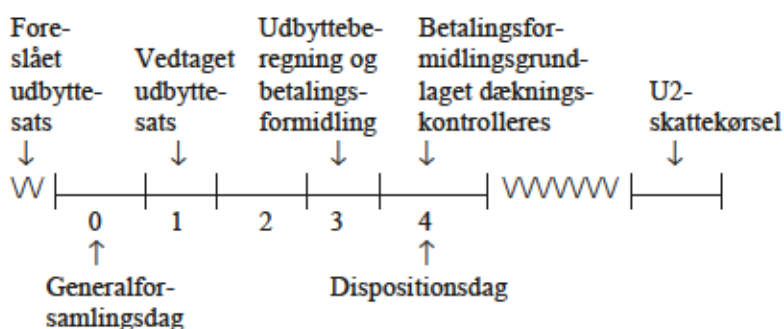 Fore-
slået
udbytte-
sats
Vedtaget
udbytte-
sats
Udbyttebe-
regning og
betalings-
formidling
Betalingsfor-
midlingsgrund-
laget dæknings-
kontrolleres
U2-
skattekørsel
0 1 2 3 4
Generalfor-
samlingsdag
Dispositionsdag